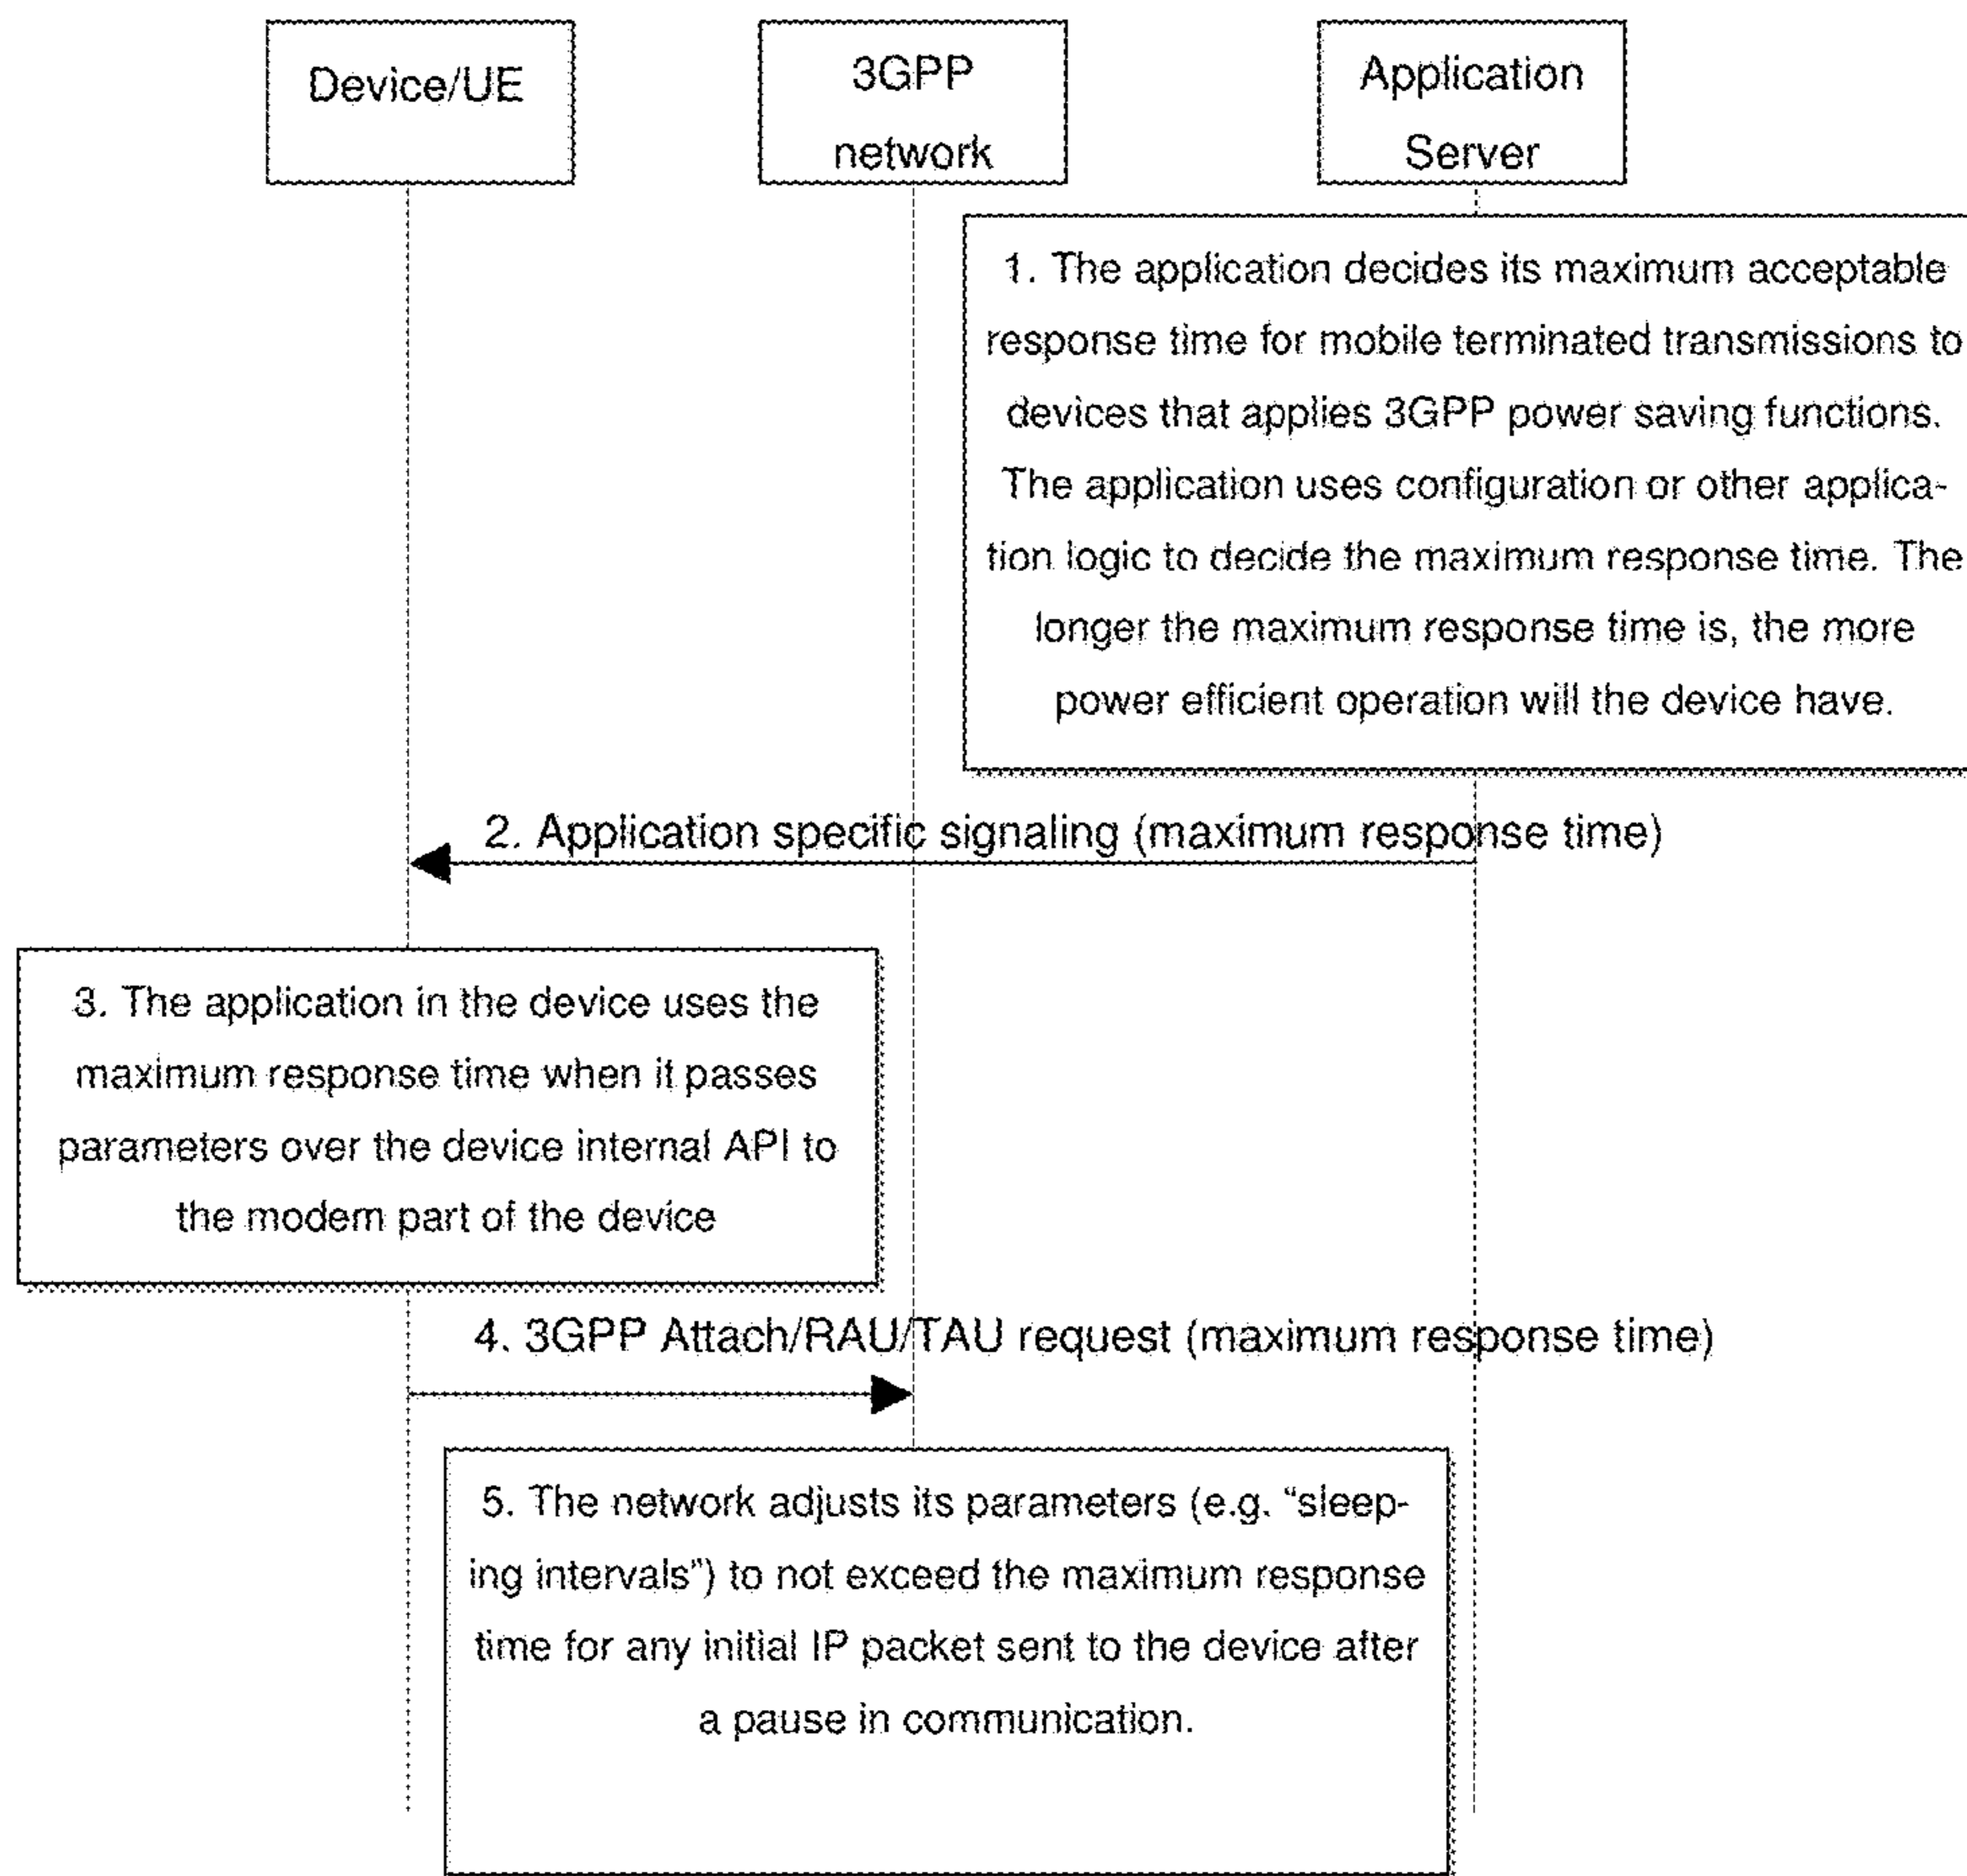 Device/UE
3GPP
network
Application
Server
1. The application decides its maximum acceptable
response time for mobile terminated transmissions to
devices that applies 3GPP power saving functions.
The application uses configuration or other applica-
tion logic to decide the maximum response time. The
longer the maximum response time is, the more
power efficient operation will the device have.
2. Application specific signaling (maximum response time)
3. The application in the device uses the
maximum response time when it passes
parameters over the device internal API to
the modem part of the device
4. 3GPP Attach/RAU/TAU request (maximum response time)
5. The network adjusts its parameters (e.g. “sleep-
ing intervals”) to not exceed the maximum response
time for any initial IP packet sent to the device after
a pause in communication.